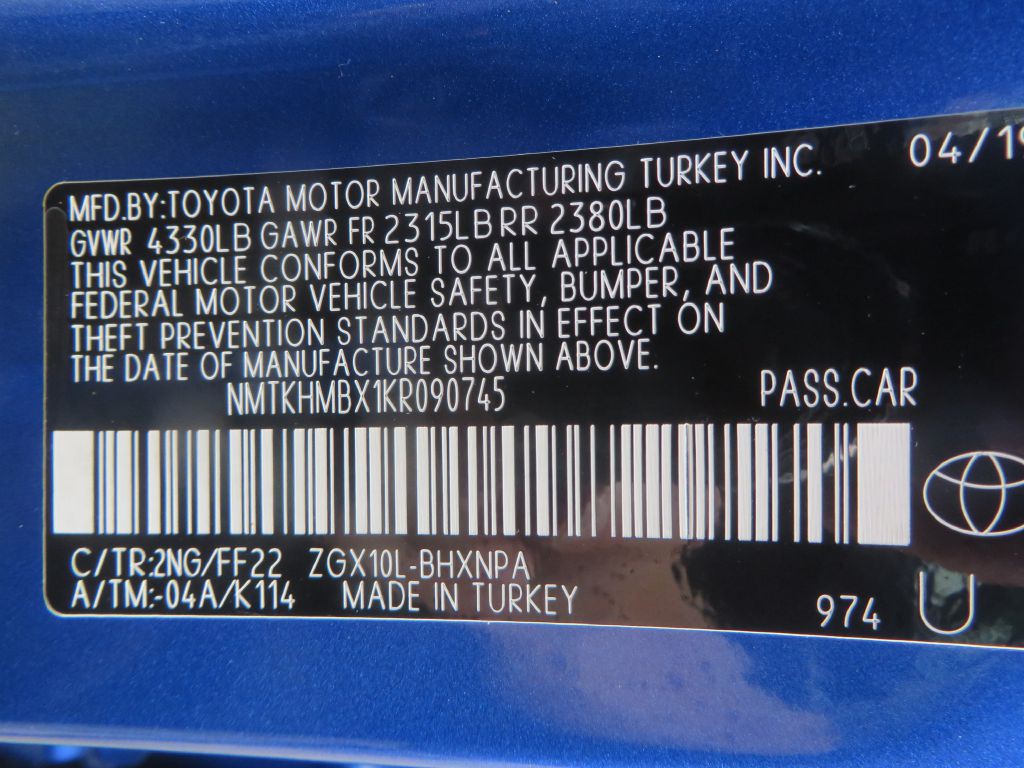 04/19
MFD.BY:TOYOTA MOTOR MANUFACTURING TURKEY INC.
GVWR 4330LB GAWR FR 2315LB RR 2380LB
THIS VEHICLE CONFORMS TO ALL APPLICABLE
FEDERAL MOTOR VEHICLE SAFETY, BUMPER, AND
THEFT PREVENTION STANDARDS IN EFFECT ON
THE DATE OF MANUFACTURE SHOWN ABOVE.
NMTKHMBX1KR090745 PASS.CAR
C/TR:2NG/FF22 ZGX10L-BHXNPA
A/TM:-04A/K114 MADE IN TURKEY
974 U